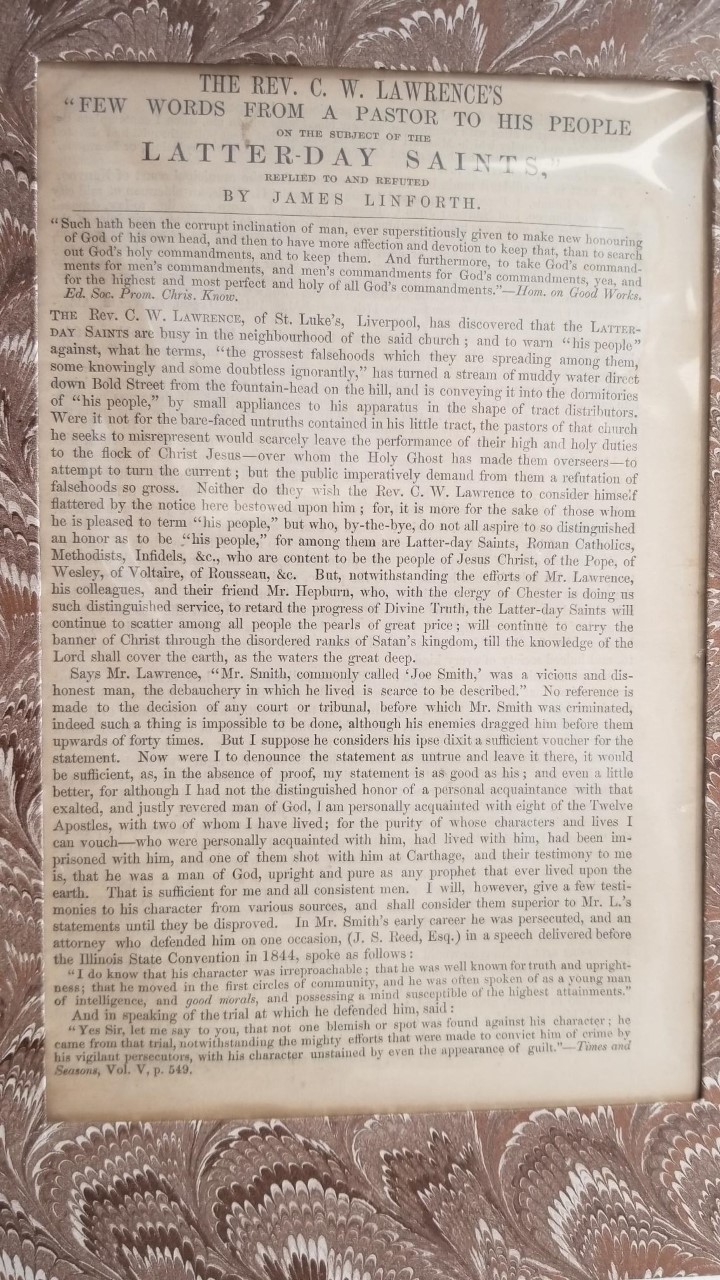 THE REV. C. W. LAWRENCE'S
"FEW WORDS FROM A PASTOR TO HIS PEOPLE
ON THE SUBJECT OF THE
LATTER-DAY SAINTS,"
REPLIED TO AND REFUTED
BY JAMES LINFORTH.
"Such hath been the corrupt inclination of man, ever superstitiously given to make new honouring
of God of his own head, and then to have more affection and devotion to keep that, than to search
out God's holy commandments, and to keep them. And furthermore, to take God's command-
ments for men's commandments, and men's commandments for God's commandments, yea, and
for the highest and most perfect and holy of all God's commandments."—Hom. on Good Works.
Ed. Soc. Prom. Chris. Know.
THE Rev. C. W. LAWRENCE, of St. Luke's, Liverpool, has discovered that the LATTER-
DAY SAINTS are busy in the neighbourhood of the said church; and to warn "his people"
against, what he terms, "the grossest falsehoods which they are spreading among them,
some knowingly and some doubtless ignorantly," has turned a stream of muddy water direct
down Bold Street from the fountain-head on the hill, and is conveying it into the dormitories
of "his people," by small appliances to his apparatus in the shape of tract distributors.
Were it not for the bare-faced untruths contained in his little tract, the pastors of that church
he seeks to misrepresent would scarcely leave the performance of their high and holy duties
to the flock of Christ Jesus—over whom the Holy Ghost has made them overseers—to
attempt to turn the current; but the public imperatively demand from them a refutation of
falsehoods so gross. Neither do they wish the Rev. C. W. Lawrence to consider himself
flattered by the notice here bestowed upon him; for, it is more for the sake of those whom
he is pleased to term "his people," but who, by-the-bye, do not all aspire to so distinguished
an honor as to be "his people," for among them are Latter-day Saints, Roman Catholics,
Methodists, Infidels, &c., who are content to be the people of Jesus Christ, of the Pope, of
Wesley, of Voltaire, of Rousseau, &c. But, notwithstanding the efforts of Mr. Lawrence,
his colleagues, and their friend Mr. Hepburn, who, with the clergy of Chester is doing us
such distinguished service, to retard the progress of Divine Truth, the Latter-day Saints will
continue to scatter among all people the pearls of great price; will continue to carry the
banner of Christ through the disordered ranks of Satan's kingdom, till the knowledge of the
Lord shall cover the earth, as the waters the great deep.
Says Mr. Lawrence, "Mr. Smith, commonly called 'Joe Smith,' was a vicious and dis-
honest man, the debauchery in which he lived is scarce to be described." No reference is
made to the decision of any court or tribunal, before which Mr. Smith was criminated,
indeed such a thing is impossible to be done, although his enemies dragged him before them
upwards of forty times. But I suppose he considers his ipse dixit a sufficient voucher for the
statement. Now were I to denounce the statement as untrue and leave it there, it would
be sufficient, as, in the absence of proof, my statement is as good as his; and even a little
better, for although I had not the distinguished honor of a personal acquaintance with that
exalted, and justly revered man of God, I am personally acquainted with eight of the Twelve
Apostles, with two of whom I have lived; for the purity of whose characters and lives I
can vouch—who were personally acquainted with him, had lived with him, had been im-
prisoned with him, and one of them shot with him at Carthage, and their testimony to me
is, that he was a man of God, upright and pure as any prophet that ever lived upon the
earth. That is sufficient for me and all consistent men. I will, however, give a few testi-
monies to his character from various sources, and shall consider them superior to Mr. L.'s
statements until they be disproved. In Mr. Smith's early career he was persecuted, and an
attorney who defended him on one occasion, (J. S. Reed, Esq.) in a speech delivered before
the Illinois State Convention in 1844, spoke as follows:
"I do know that his character was irreproachable; that he was well known for truth and upright-
ness; that he moved in the first circles of community, and he was often spoken of as a young man
of intelligence, and good morals, and possessing a mind susceptible of the highest attainments."
And in speaking of the trial at which he defended him, said:
"Yes Sir, let me say to you, that not one blemish or spot was found against his character; he
came from that trial, notwithstanding the mighty efforts that were made to convict him of crime by
his vigilant persecutors, with his character unstained by even the appearance of guilt."—Times and
Seasons, Vol. V, p. 549.